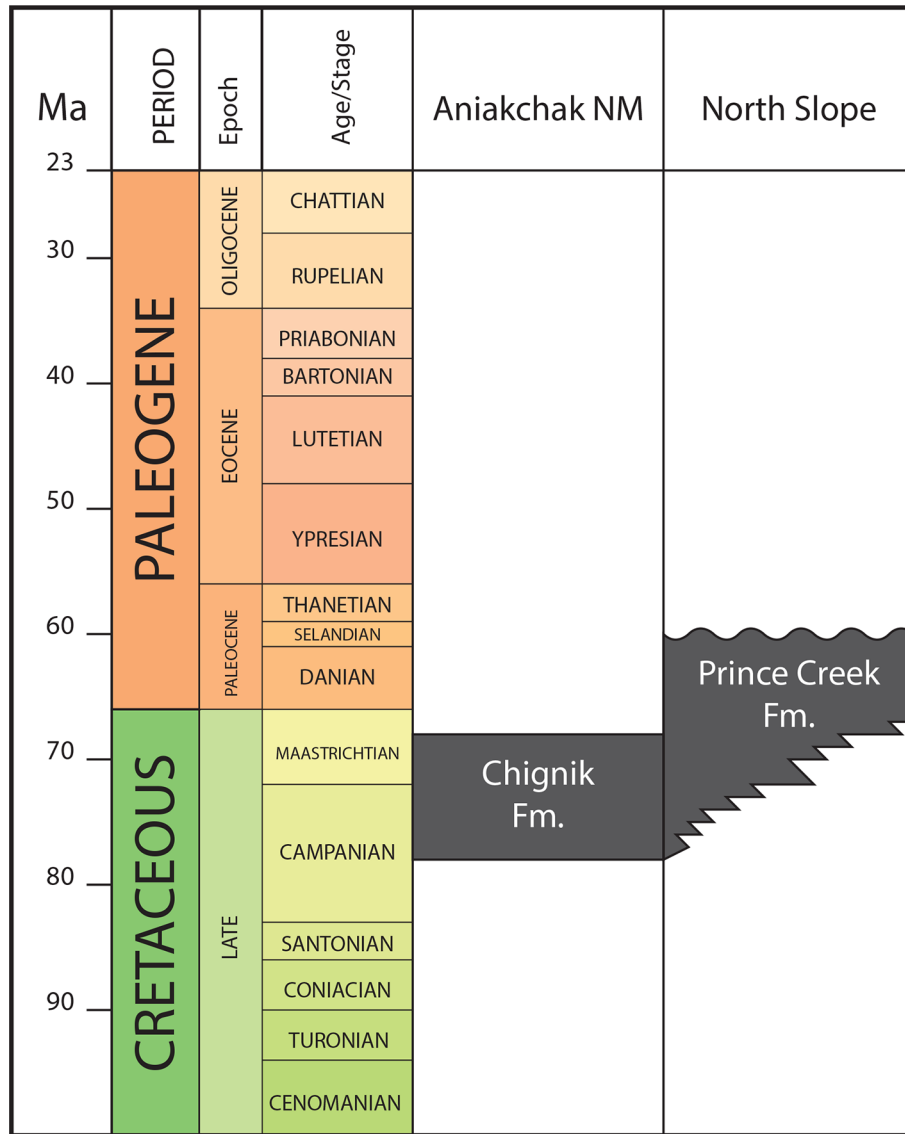 Ma
PERIOD
Epoch
Age/Stage
Aniakchak NM
North Slope
23
30
40
50
60
70
80
90
PALEOGENE
CRETACEOUS
OLIGOCENE
EOCENE
PALEOCENE
LATE
CHATTIAN
RUPELIAN
PRIABONIAN
BARTONIAN
LUTETIAN
YPRESIAN
THANETIAN
SELANDIAN
DANIAN
MAASTRICHTIAN
CAMPANIAN
SANTONIAN
CONIACIAN
TURONIAN
CENOMANIAN
Chignik
Fm.
Prince Creek
Fm.